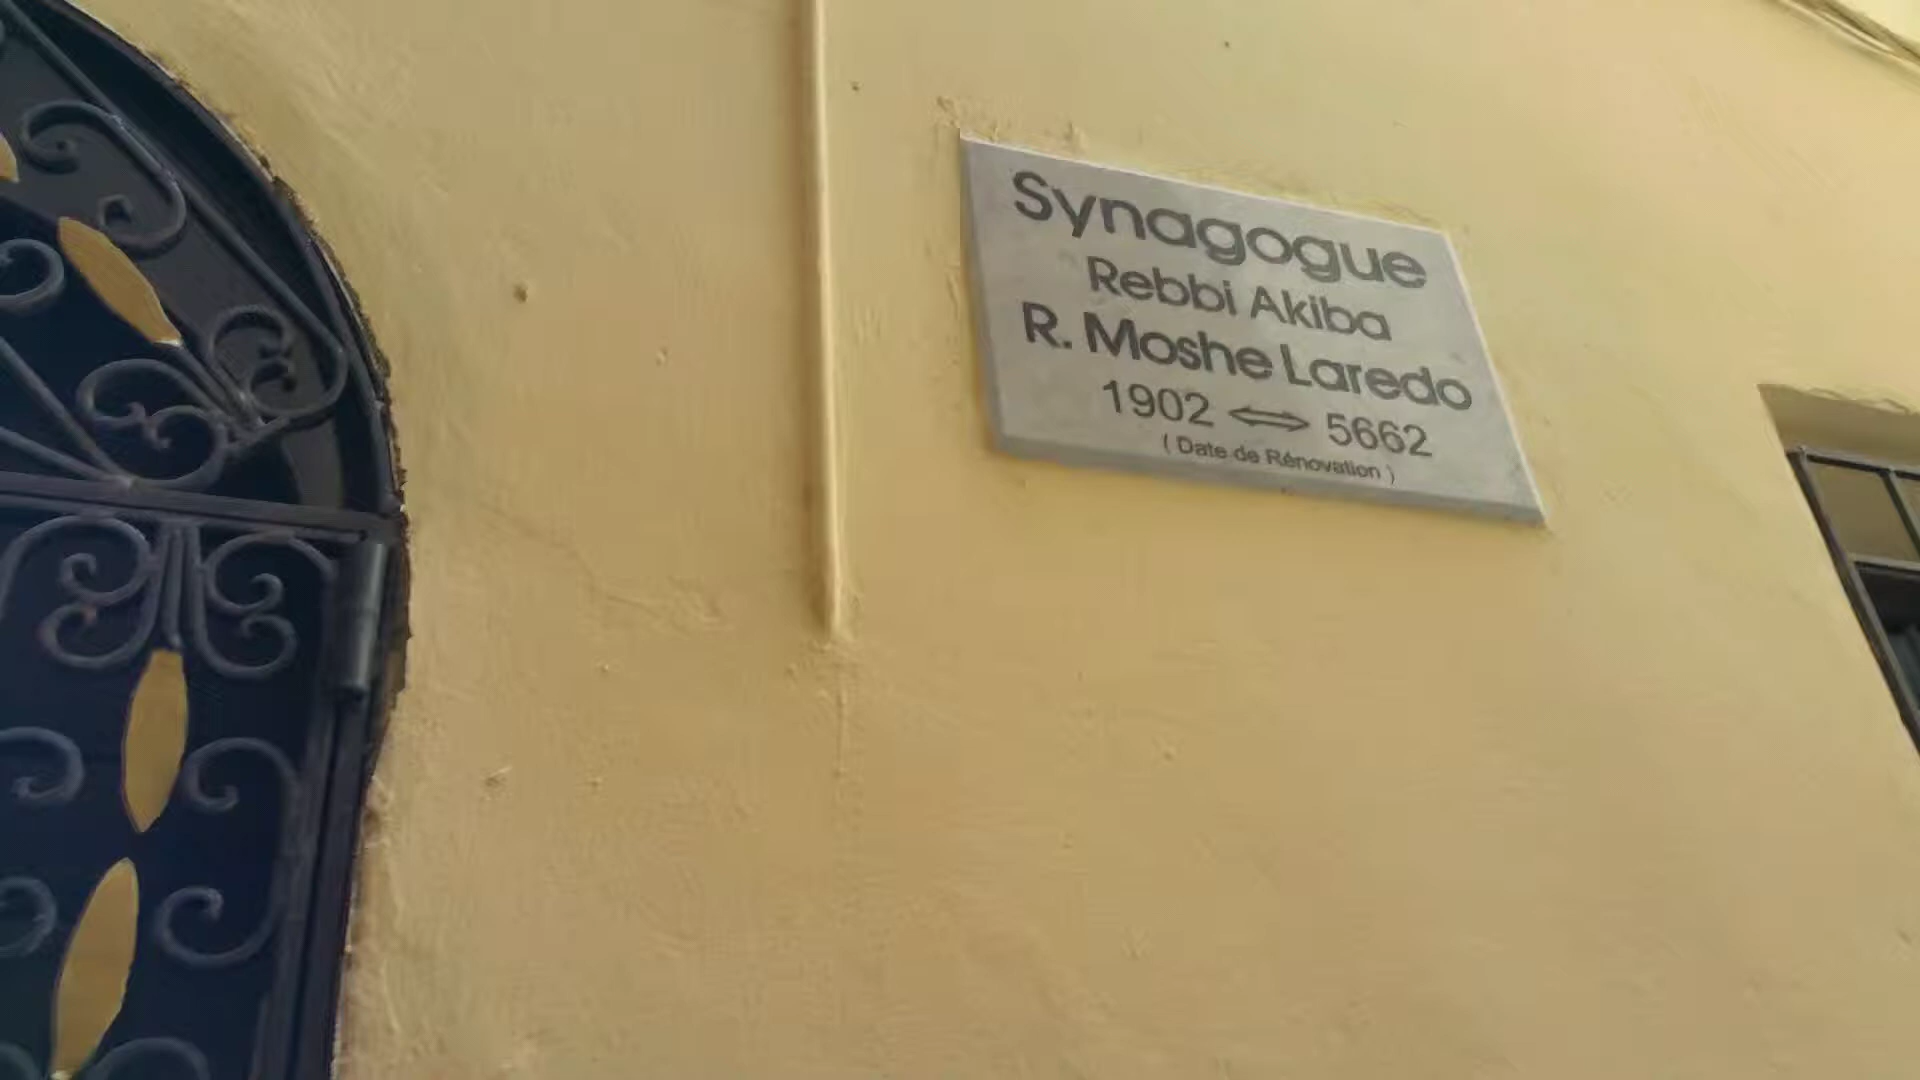 Synagogue
Rebbi Akiba
R. Moshe Laredo
1902 ⇔ 5662
( Date de Rénovation )